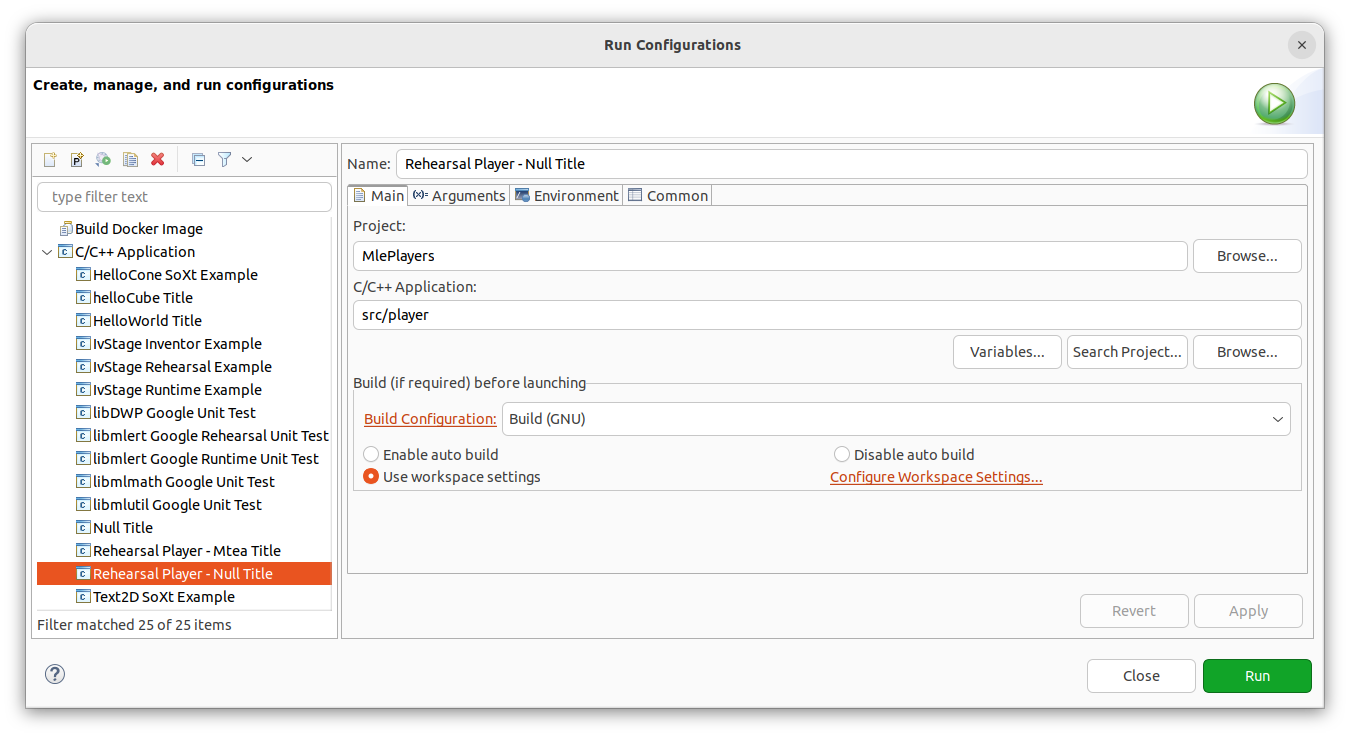 Run Configurations
Create, manage, and run configurations
type filter text
Build Docker Image
C/C++ Application
HelloCone SoXt Example
helloCube Title
HelloWorld Title
IvStage Inventor Example
IvStage Rehearsal Example
IvStage Runtime Example
libDWP Google Unit Test
libmlert Google Rehearsal Unit Test
libmlert Google Runtime Unit Test
libmlmath Google Unit Test
libmlutil Google Unit Test
Null Title
Rehearsal Player - Mtea Title
Rehearsal Player - Null Title
Text2D SoXt Example
Filter matched 25 of 25 items
Name: Rehearsal Player - Null Title
Main (x)= Arguments Environment Common
Project:
MlePlayers Browse...
C/C++ Application:
src/player
Variables... Search Project... Browse...
Build (if required) before launching
Build Configuration: Build (GNU)
Enable auto build Disable auto build
Use workspace settings Configure Workspace Settings...
Revert Apply
Close Run